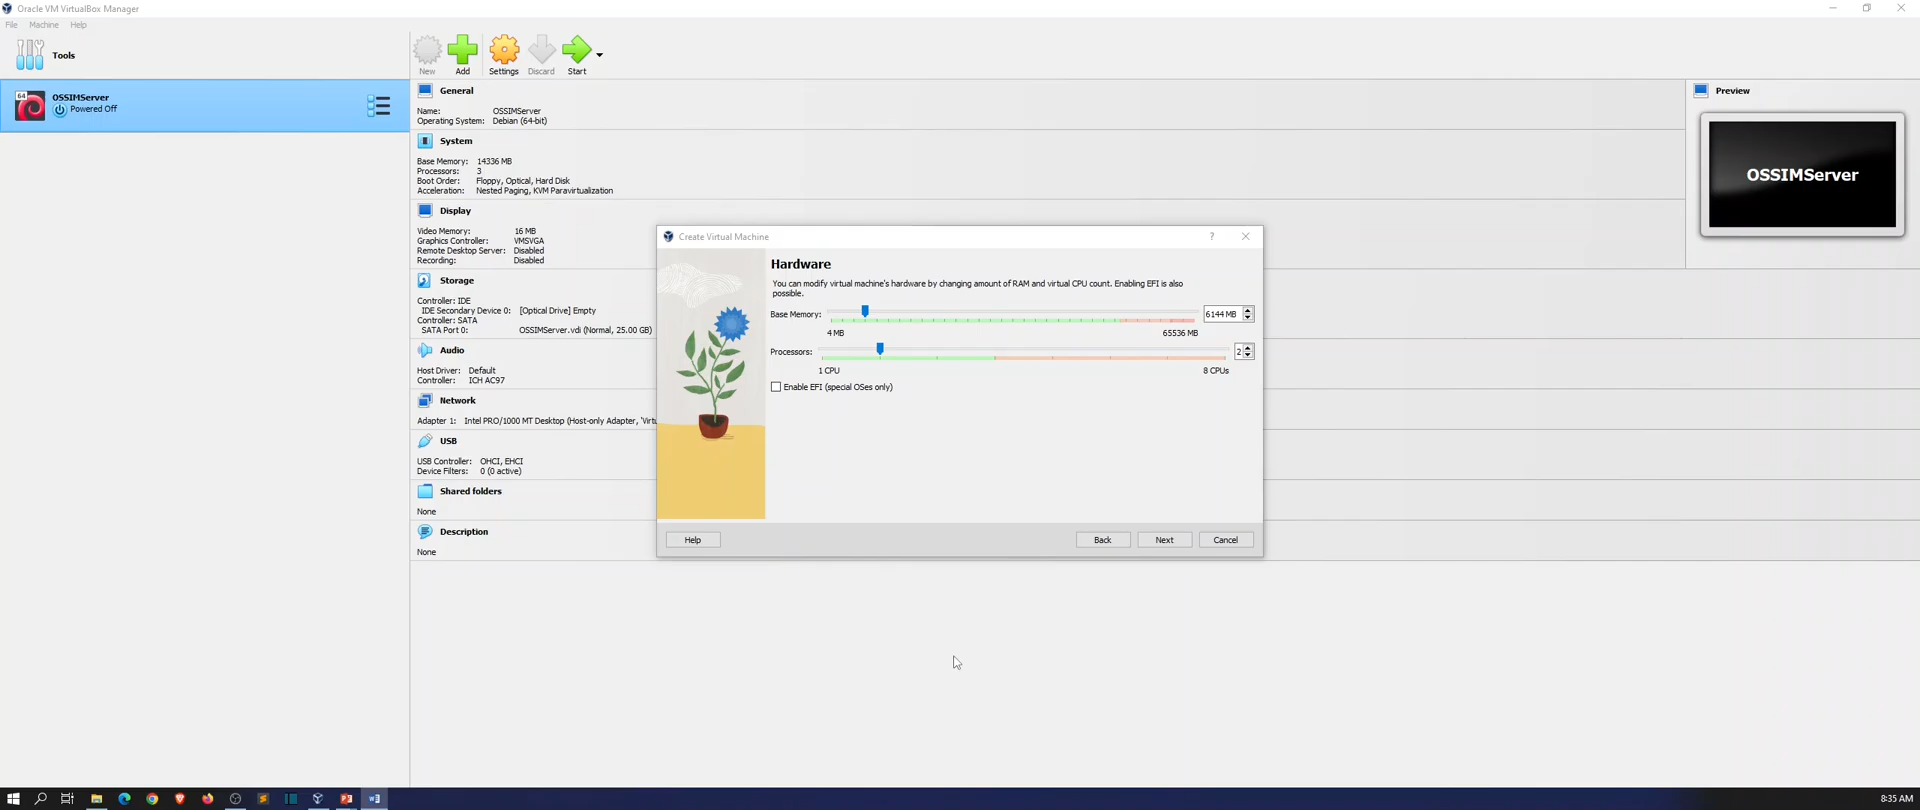 Oracle VM VirtualBox Manager
File Machine Help
Tools
New Add Settings Discard Start
64
OSSIMServer
Powered Off
General
Name: OSSIMServer
Operating System: Debian (64-bit)
System
Base Memory: 14336 MB
Processors: 3
Boot Order: Floppy, Optical, Hard Disk
Acceleration: Nested Paging, KVM Paravirtualization
Display
Video Memory: 16 MB
Graphics Controller: VMSVGA
Remote Desktop Server: Disabled
Recording: Disabled
Storage
Controller: IDE
IDE Secondary Device 0: [Optical Drive] Empty
Controller: SATA
SATA Port 0: OSSIMServer.vdi (Normal, 25.00 GB)
Audio
Host Driver: Default
Controller: ICH AC97
Network
Adapter 1: Intel PRO/1000 MT Desktop (Host-only Adapter, 'Virtu
USB
USB Controller: OHCI, EHCI
Device Filters: 0 (0 active)
Shared folders
None
Description
None
Preview
OSSIMServer
Create Virtual Machine
?
Hardware
You can modify virtual machine's hardware by changing amount of RAM and virtual CPU count. Enabling EFI is also
possible.
Base Memory: 6144 MB
4 MB 65536 MB
Processors: 2
1 CPU 8 CPUs
Enable EFI (special OSes only)
Help Back Next Cancel
8:35 AM